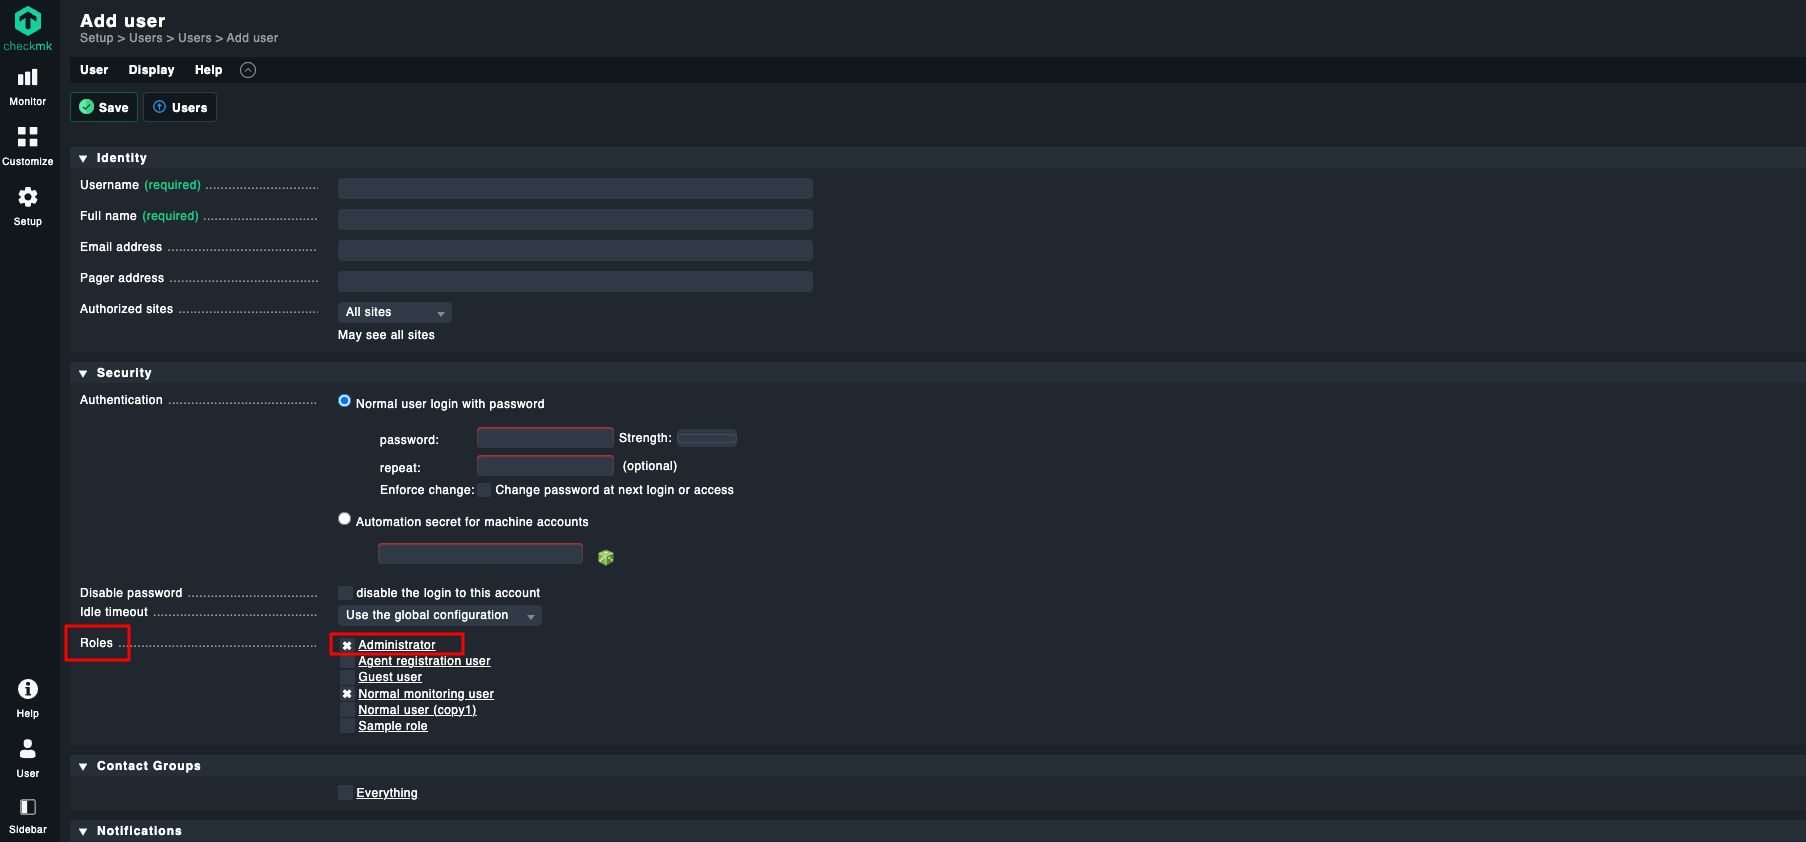 checkmk
Monitor
Customize
Setup
Help
User
Sidebar
Add user
Setup > Users > Users > Add user
User Display Help
Save Users
Identity
Username (required)
Full name (required)
Email address
Pager address
Authorized sites All sites
May see all sites
Security
Authentication Normal user login with password
password: Strength:
repeat: (optional)
Enforce change: Change password at next login or access
Automation secret for machine accounts
Disable password disable the login to this account
Idle timeout Use the global configuration
Roles Administrator
Agent registration user
Guest user
Normal monitoring user
Normal user (copy1)
Sample role
Contact Groups
Everything
Notifications